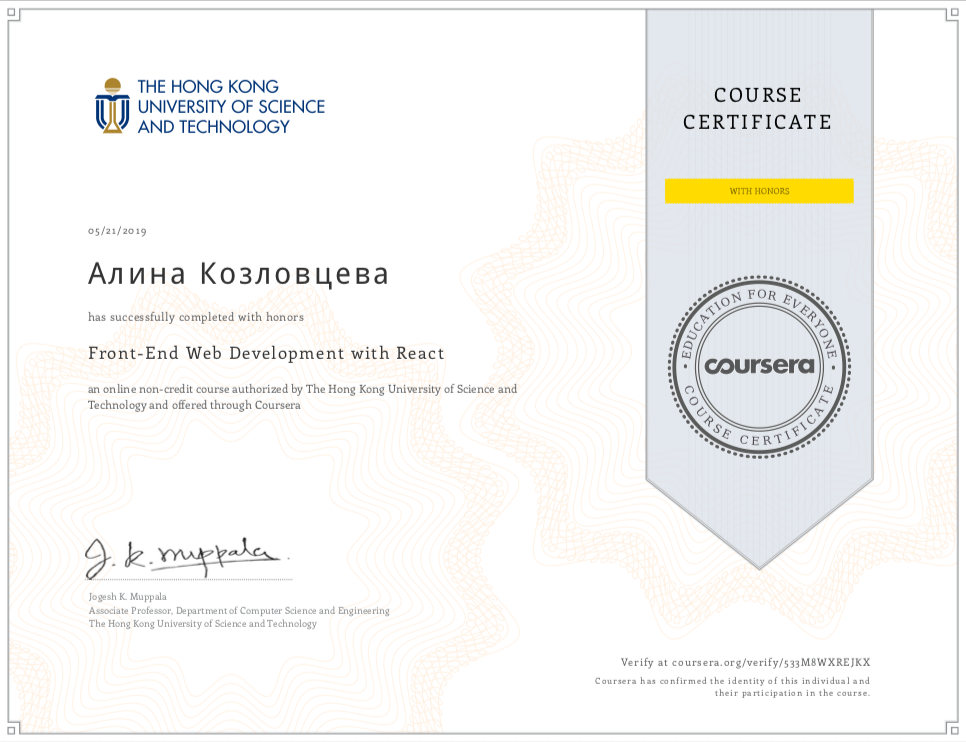 THE HONG KONG
UNIVERSITY OF SCIENCE
AND TECHNOLOGY
COURSE
CERTIFICATE
WITH HONORS
05/21/2019
Алина Козловцева
has successfully completed with honors
Front-End Web Development with React
an online non-credit course authorized by The Hong Kong University of Science and
Technology and offered through Coursera
EDUCATION FOR EVERYONE
coursera
COURSE CERTIFICATE
J. K. Muppala
Jogesh K. Muppala
Associate Professor, Department of Computer Science and Engineering
The Hong Kong University of Science and Technology
Verify at coursera.org/verify/533M8WXREJKX
Coursera has confirmed the identity of this individual and
their participation in the course.